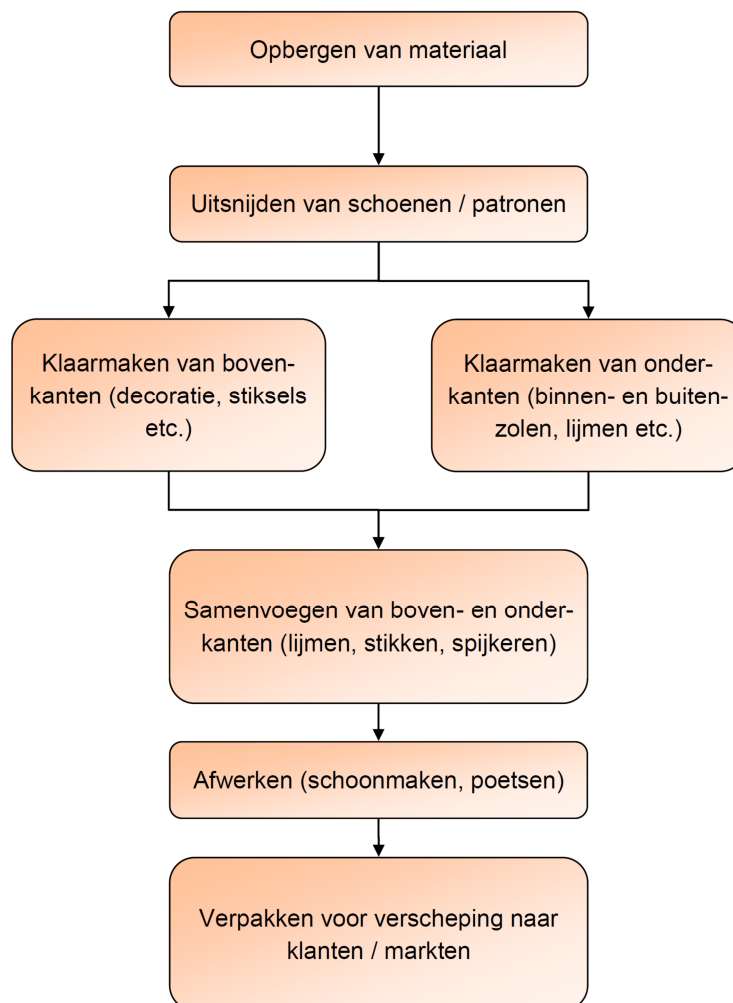 Opbergen van materiaal
Uitsnijden van schoenen / patronen
Klaarmaken van boven-
kanten (decoratie, stiksels
etc.)
Klaarmaken van onder-
kanten (binnen- en buiten-
zolen, lijmen etc.)
Samenvoegen van boven- en onder-
kanten (lijmen, stikken, spijkeren)
Afwerken (schoonmaken, poetsen)
Verpakken voor verscheping naar
klanten / markten